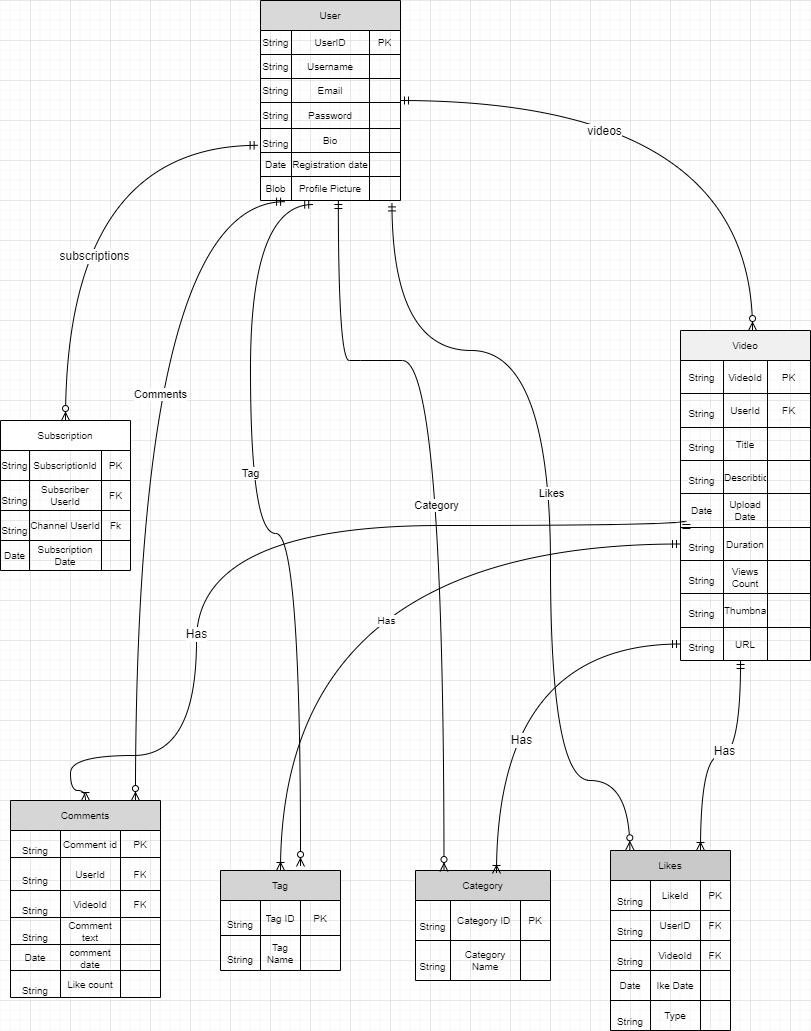 User
String UserID PK
String Username
String Email
String Password
String Bio
Date Registration date
Blob Profile Picture
videos
subscriptions
Video
String VideoId PK
String UserId FK
String Title
String Describtic
Date Upload
Date
String Duration
String Views
Count
String Thumbna
String URL
Comments
Subscription
String SubscriptionId PK
String Subscriber
UserId FK
String Channel UserId Fk
Date Subscription
Date
Tag
Category
Likes
Has
Has
Has
Has
Comments
String Comment id PK
String UserId FK
String VideoId FK
String Comment
text
Date comment
date
String Like count
Tag
String Tag ID PK
String Tag
Name
Category
String Category ID PK
String Category
Name
Likes
String LikeId PK
String UserID FK
String VideoId FK
Date Ike Date
String Type